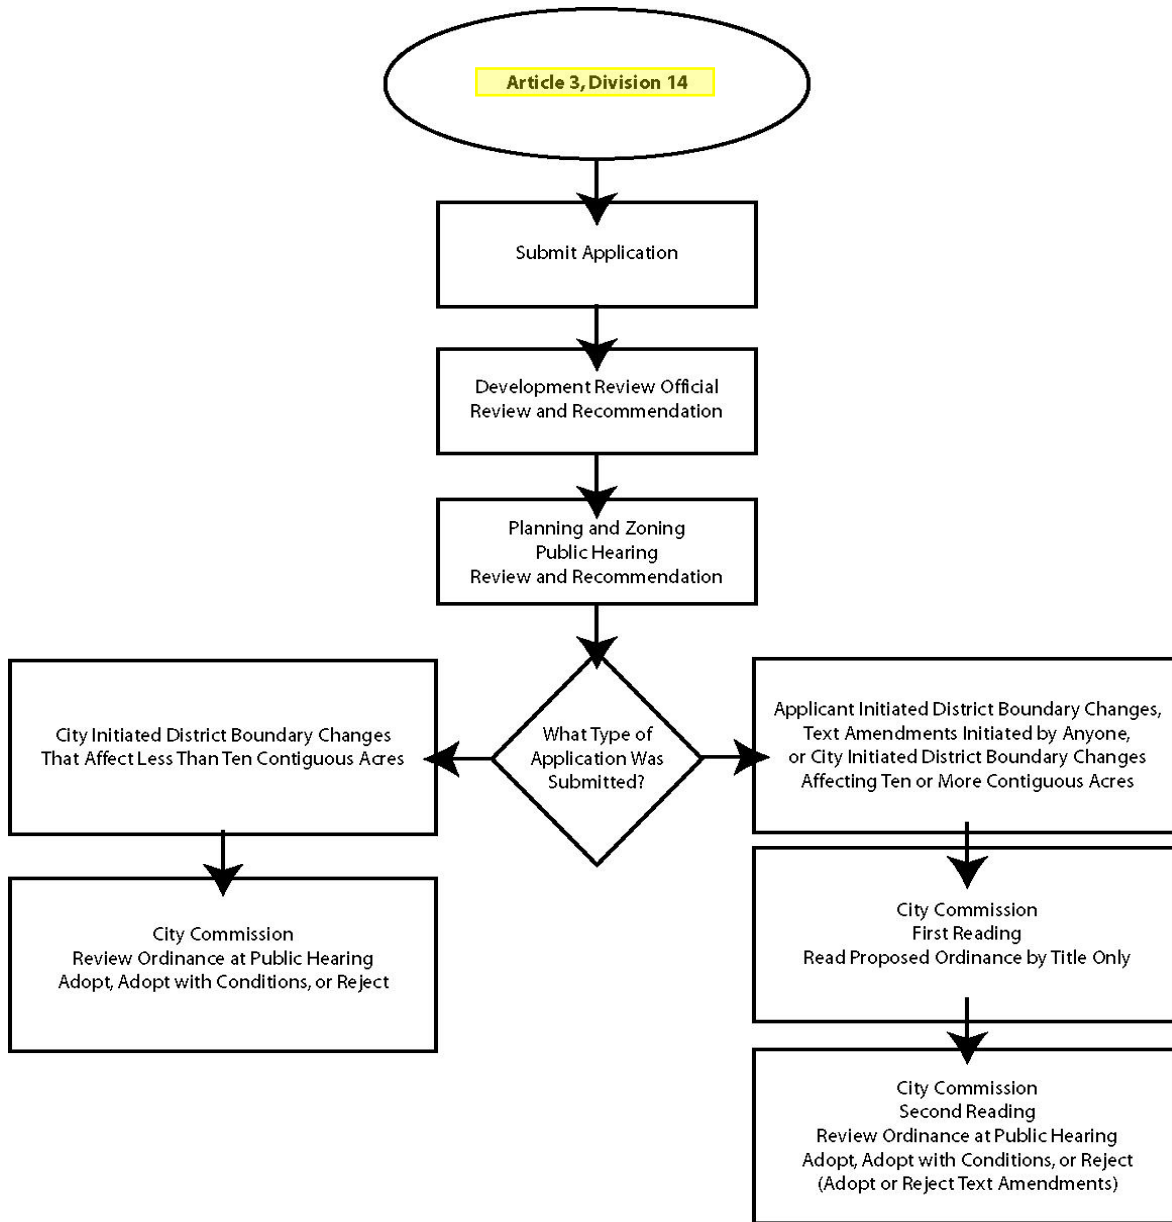 Article 3, Division 14
Submit Application
Development Review Official
Review and Recommendation
Planning and Zoning
Public Hearing
Review and Recommendation
What Type of
Application Was
Submitted?
City Initiated District Boundary Changes
That Affect Less Than Ten Contiguous Acres
City Commission
Review Ordinance at Public Hearing
Adopt, Adopt with Conditions, or Reject
Applicant Initiated District Boundary Changes,
Text Amendments Initiated by Anyone,
or City Initiated District Boundary Changes
Affecting Ten or More Contiguous Acres
City Commission
First Reading
Read Proposed Ordinance by Title Only
City Commission
Second Reading
Review Ordinance at Public Hearing
Adopt, Adopt with Conditions, or Reject
(Adopt or Reject Text Amendments)